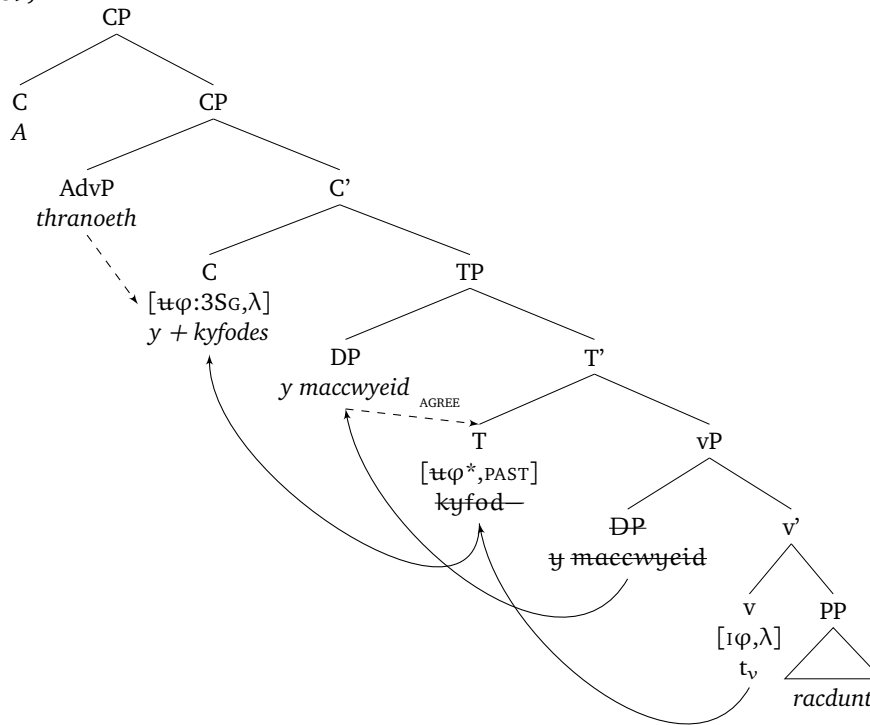 CP
C CP
A
AdvP C'
thranoeth
C TP
[uφ:3SG,λ]
y + kyfodes
DP T'
y maccwyeid
AGREE
T vP
[uφ*,PAST]
kyfod–
DP v'
y maccwyeid
v PP
[ɪφ,λ]
tv
racdunt